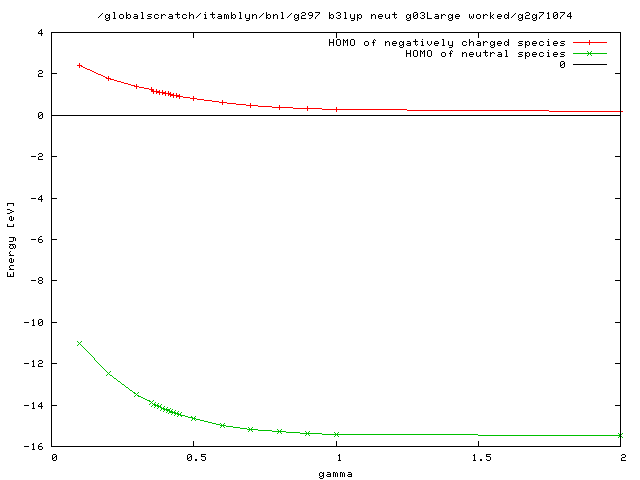 /globalscratch/itamblyn/bnl/g297 b3lyp neut g03Large worked/g2g71074
HOMO of negatively charged species
HOMO of neutral species
0
4
2
0
-2
-4
-6
-8
-10
-12
-14
-16
Energy [eV]
0 0.5 1 1.5 2
gamma